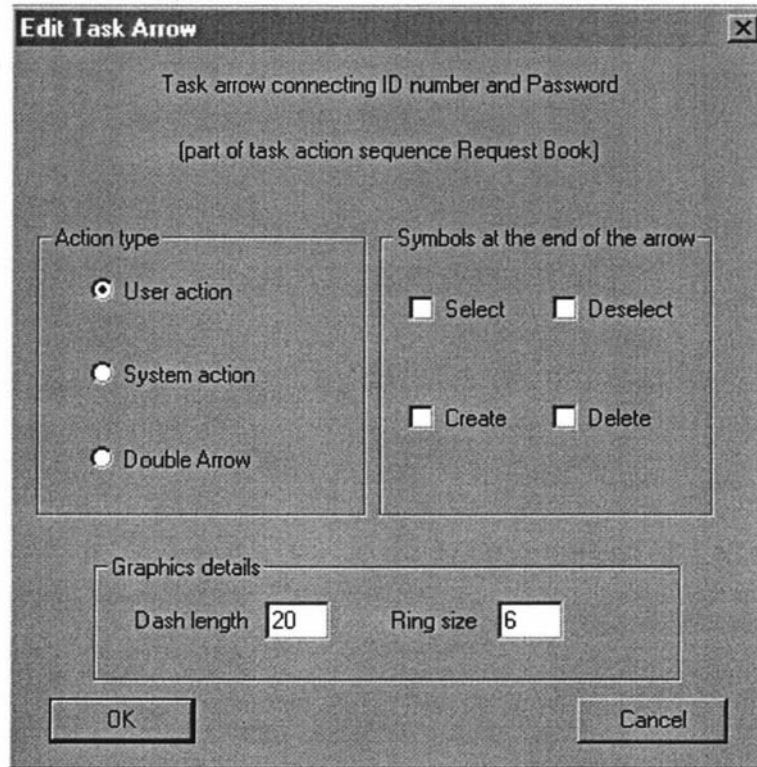 Edit Task Arrow
Task arrow connecting ID number and Password
(part of task action sequence Request Book)
Action type
User action
System action
Double Arrow
Symbols at the end of the arrow
Select Deselect
Create Delete
Graphics details
Dash length 20 Ring size 6
OK Cancel